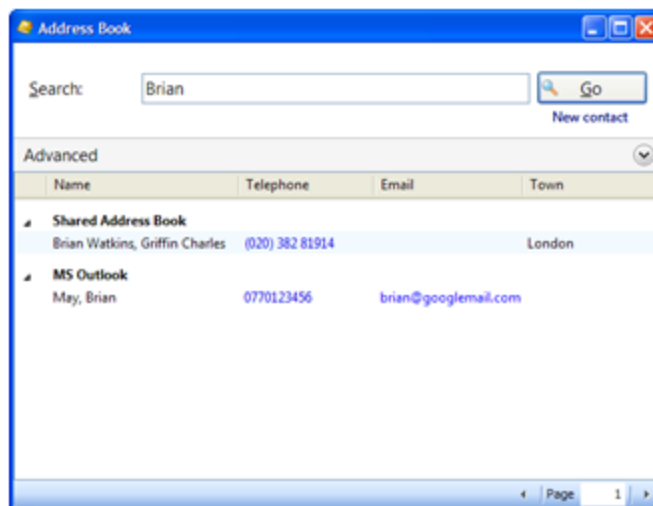 Address Book
Search: Brian Go
New contact
Advanced
Name Telephone Email Town
Shared Address Book
Brian Watkins, Griffin Charles (020) 382 81914 London
MS Outlook
May, Brian 0770123456 brian@googlemail.com
Page 1